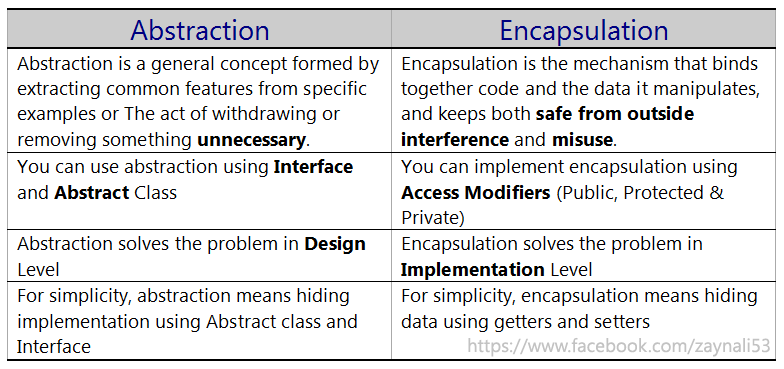 Abstraction
Encapsulation
Abstraction is a general concept formed by
extracting common features from specific
examples or The act of withdrawing or
removing something unnecessary.
Encapsulation is the mechanism that binds
together code and the data it manipulates,
and keeps both safe from outside
interference and misuse.
You can use abstraction using Interface
and Abstract Class
You can implement encapsulation using
Access Modifiers (Public, Protected &
Private)
Abstraction solves the problem in Design
Level
Encapsulation solves the problem in
Implementation Level
For simplicity, abstraction means hiding
implementation using Abstract class and
Interface
For simplicity, encapsulation means hiding
data using getters and setters
https://www.facebook.com/zaynali53